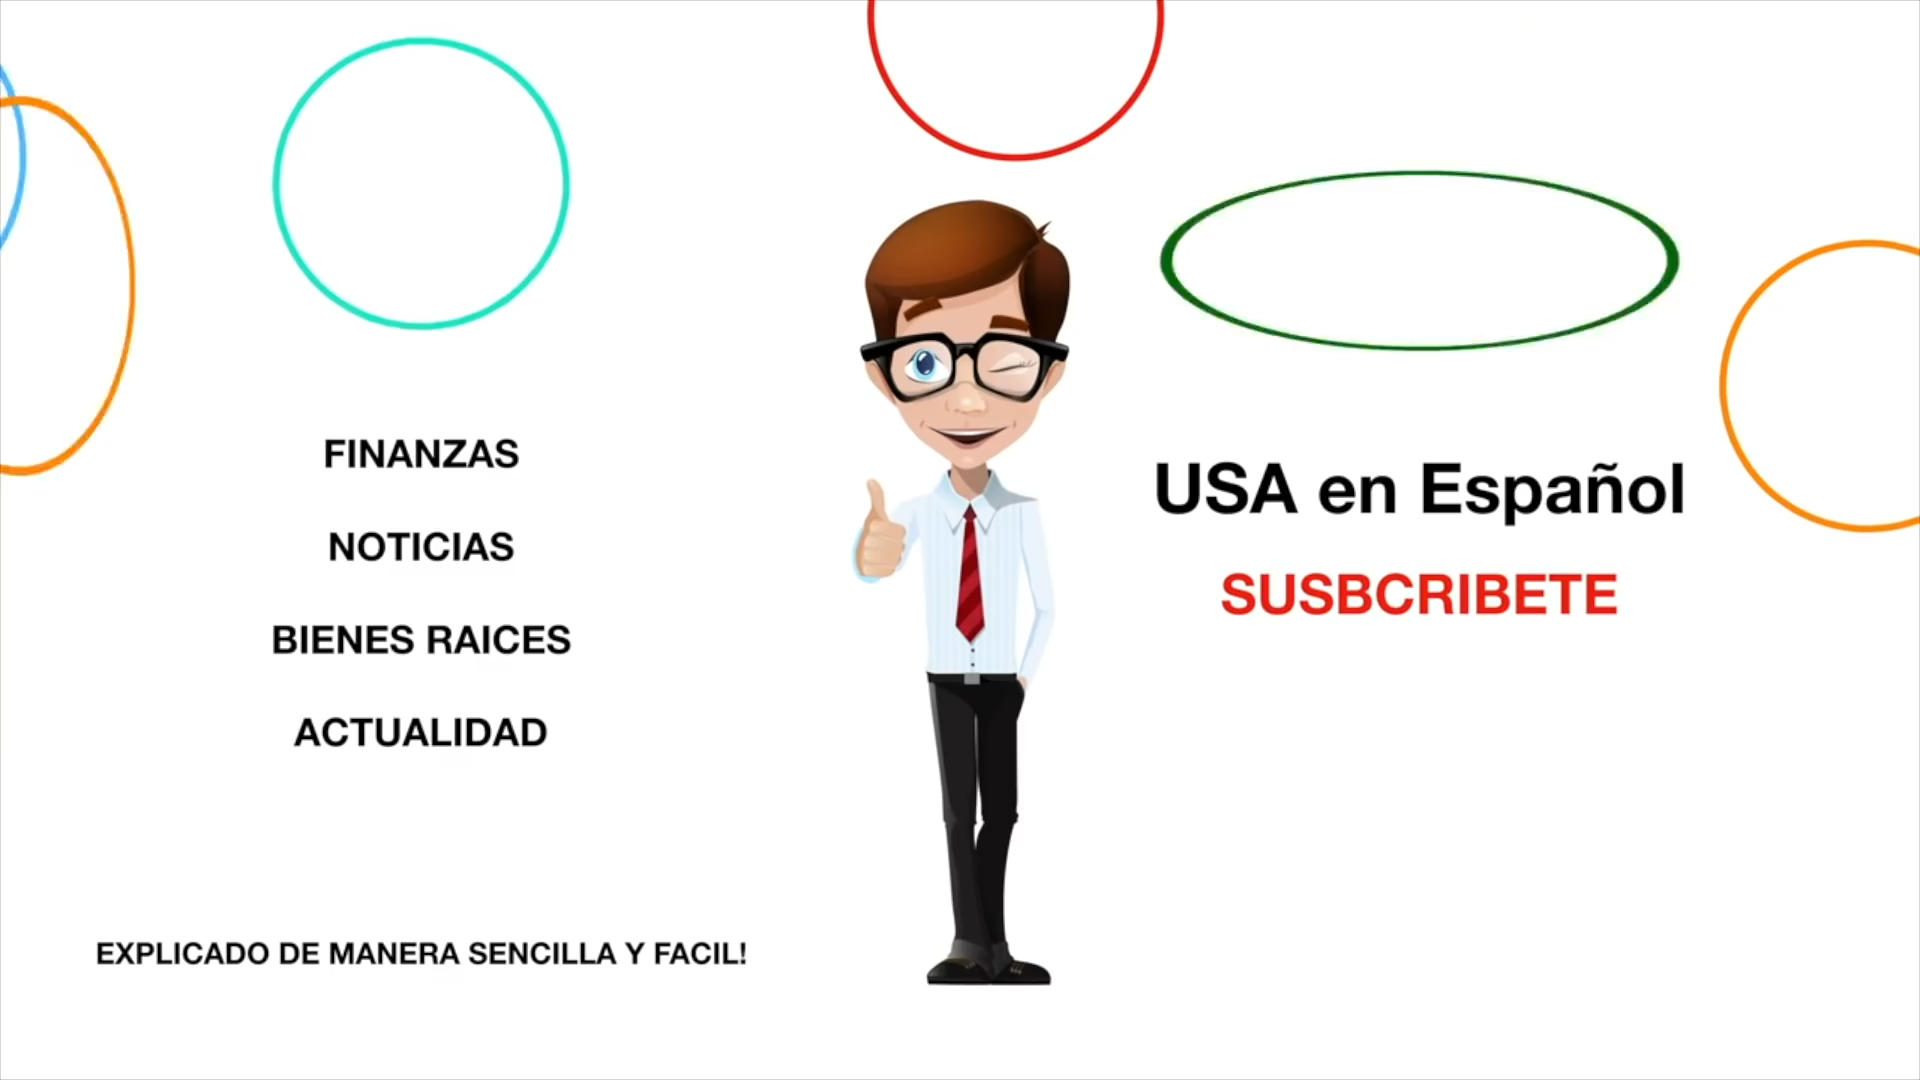 FINANZAS
NOTICIAS
BIENES RAICES
ACTUALIDAD
EXPLICADO DE MANERA SENCILLA Y FACIL!
USA en Español
SUSBCRIBETE